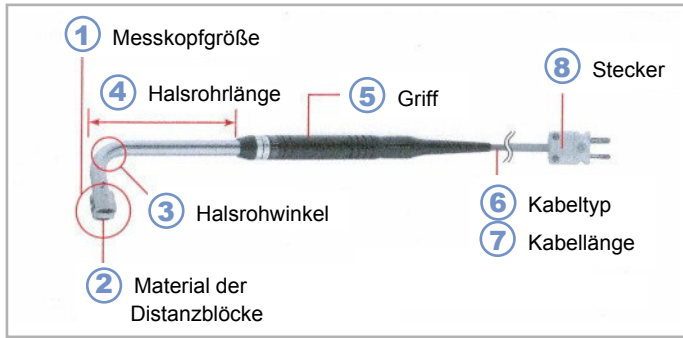 1 Messkopfgröße
4 Halsrohrlänge
5 Griff
8 Stecker
3 Halsrohwinkel
6 Kabeltyp
7 Kabellänge
2 Material der
Distanzblöcke